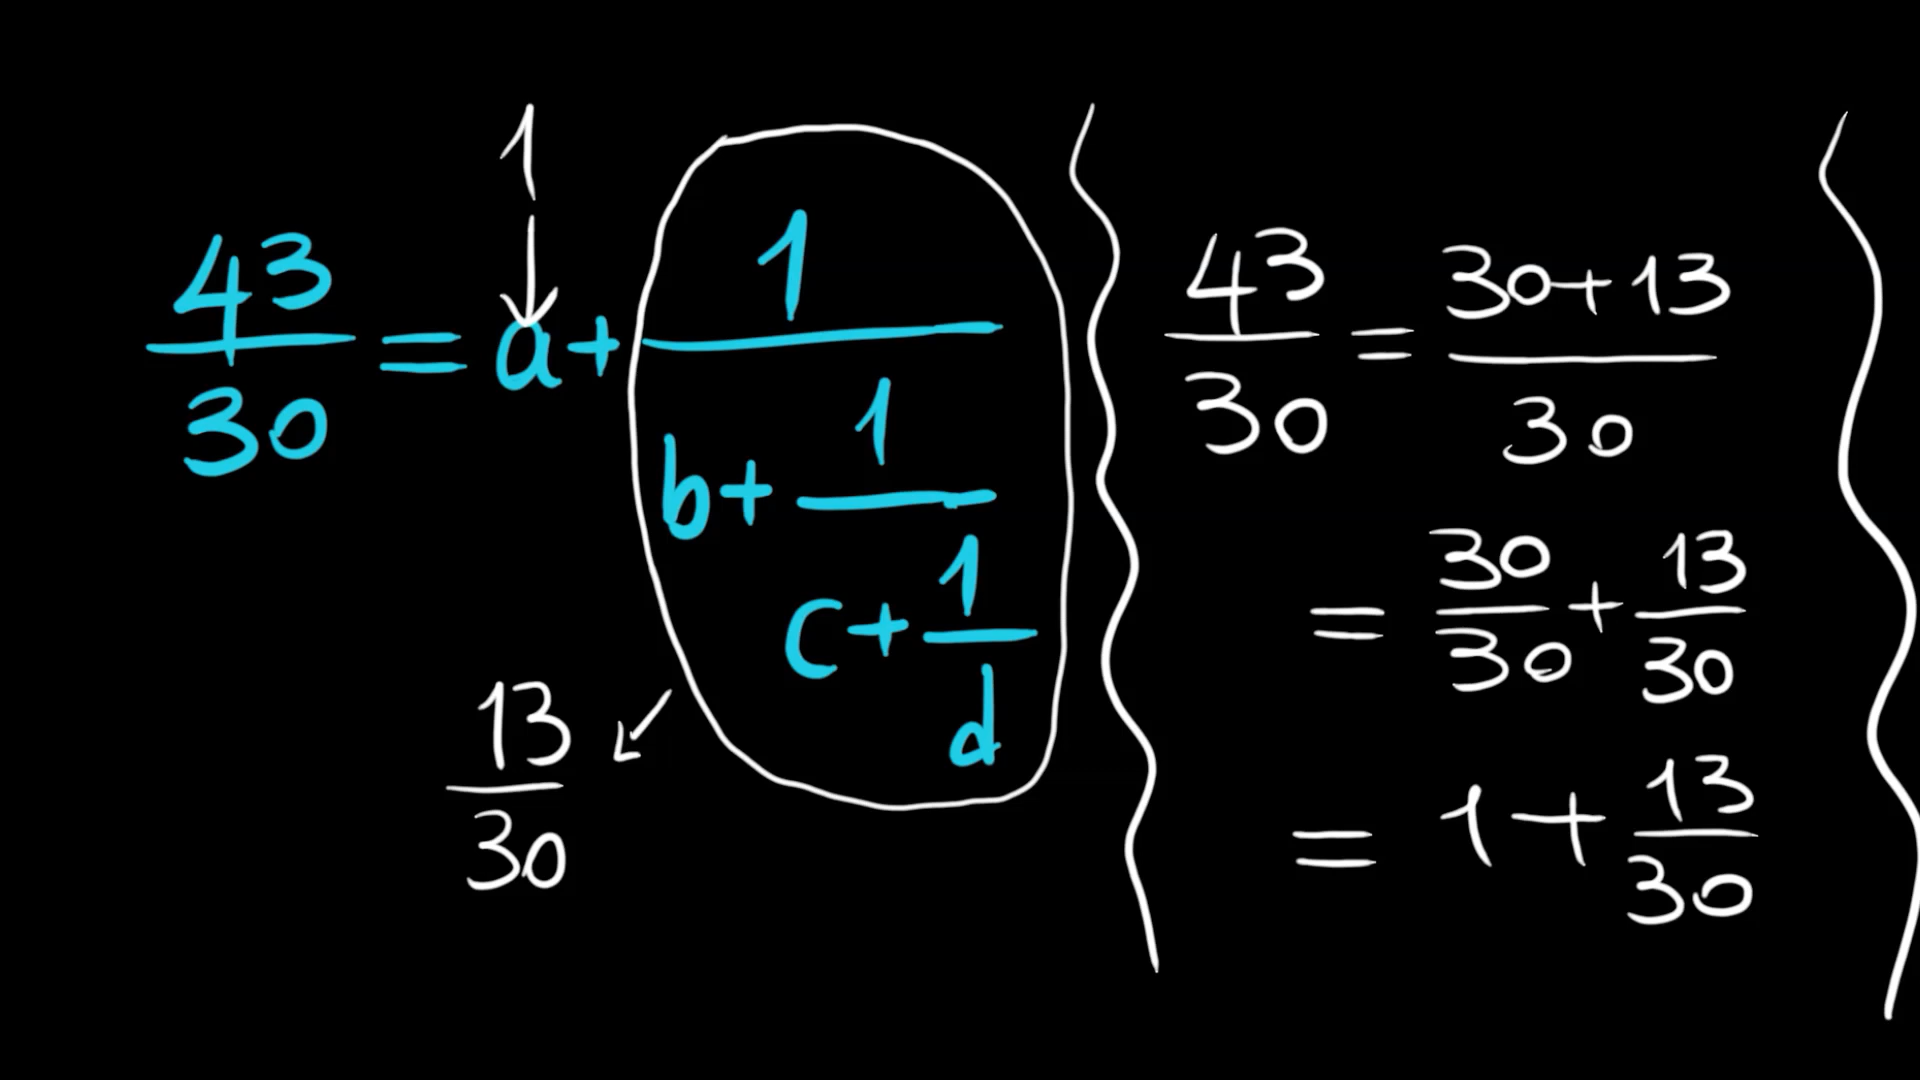 1
43/30 = a + 1/(b + 1/(c + 1/d))
13/30
43/30 = (30+13)/30
= 30/30 + 13/30
= 1 + 13/30